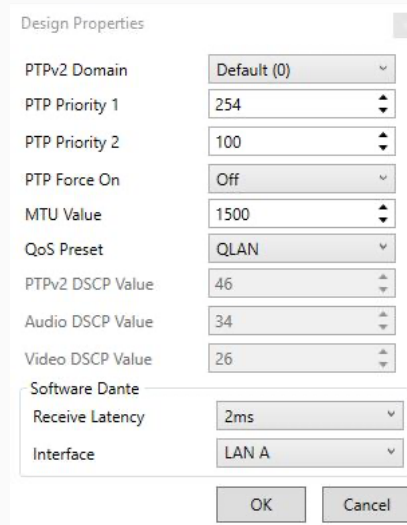 Design Properties
PTPv2 Domain Default (0)
PTP Priority 1 254
PTP Priority 2 100
PTP Force On Off
MTU Value 1500
QoS Preset QLAN
PTPv2 DSCP Value 46
Audio DSCP Value 34
Video DSCP Value 26
Software Dante
Receive Latency 2ms
Interface LAN A
OK Cancel